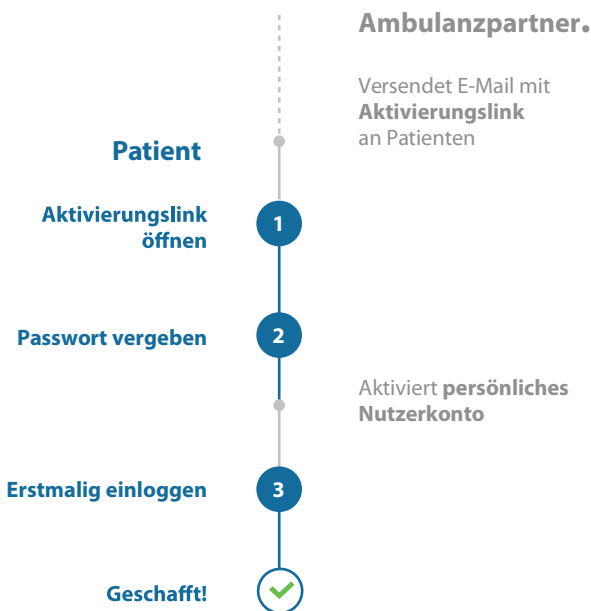 Ambulanzpartner.
Versendet E-Mail mit
Aktivierungslink
an Patienten
Patient
Aktivierungslink
öffnen
1
Passwort vergeben
2
Aktiviert persönliches
Nutzerkonto
Erstmalig einloggen
3
Geschafft!